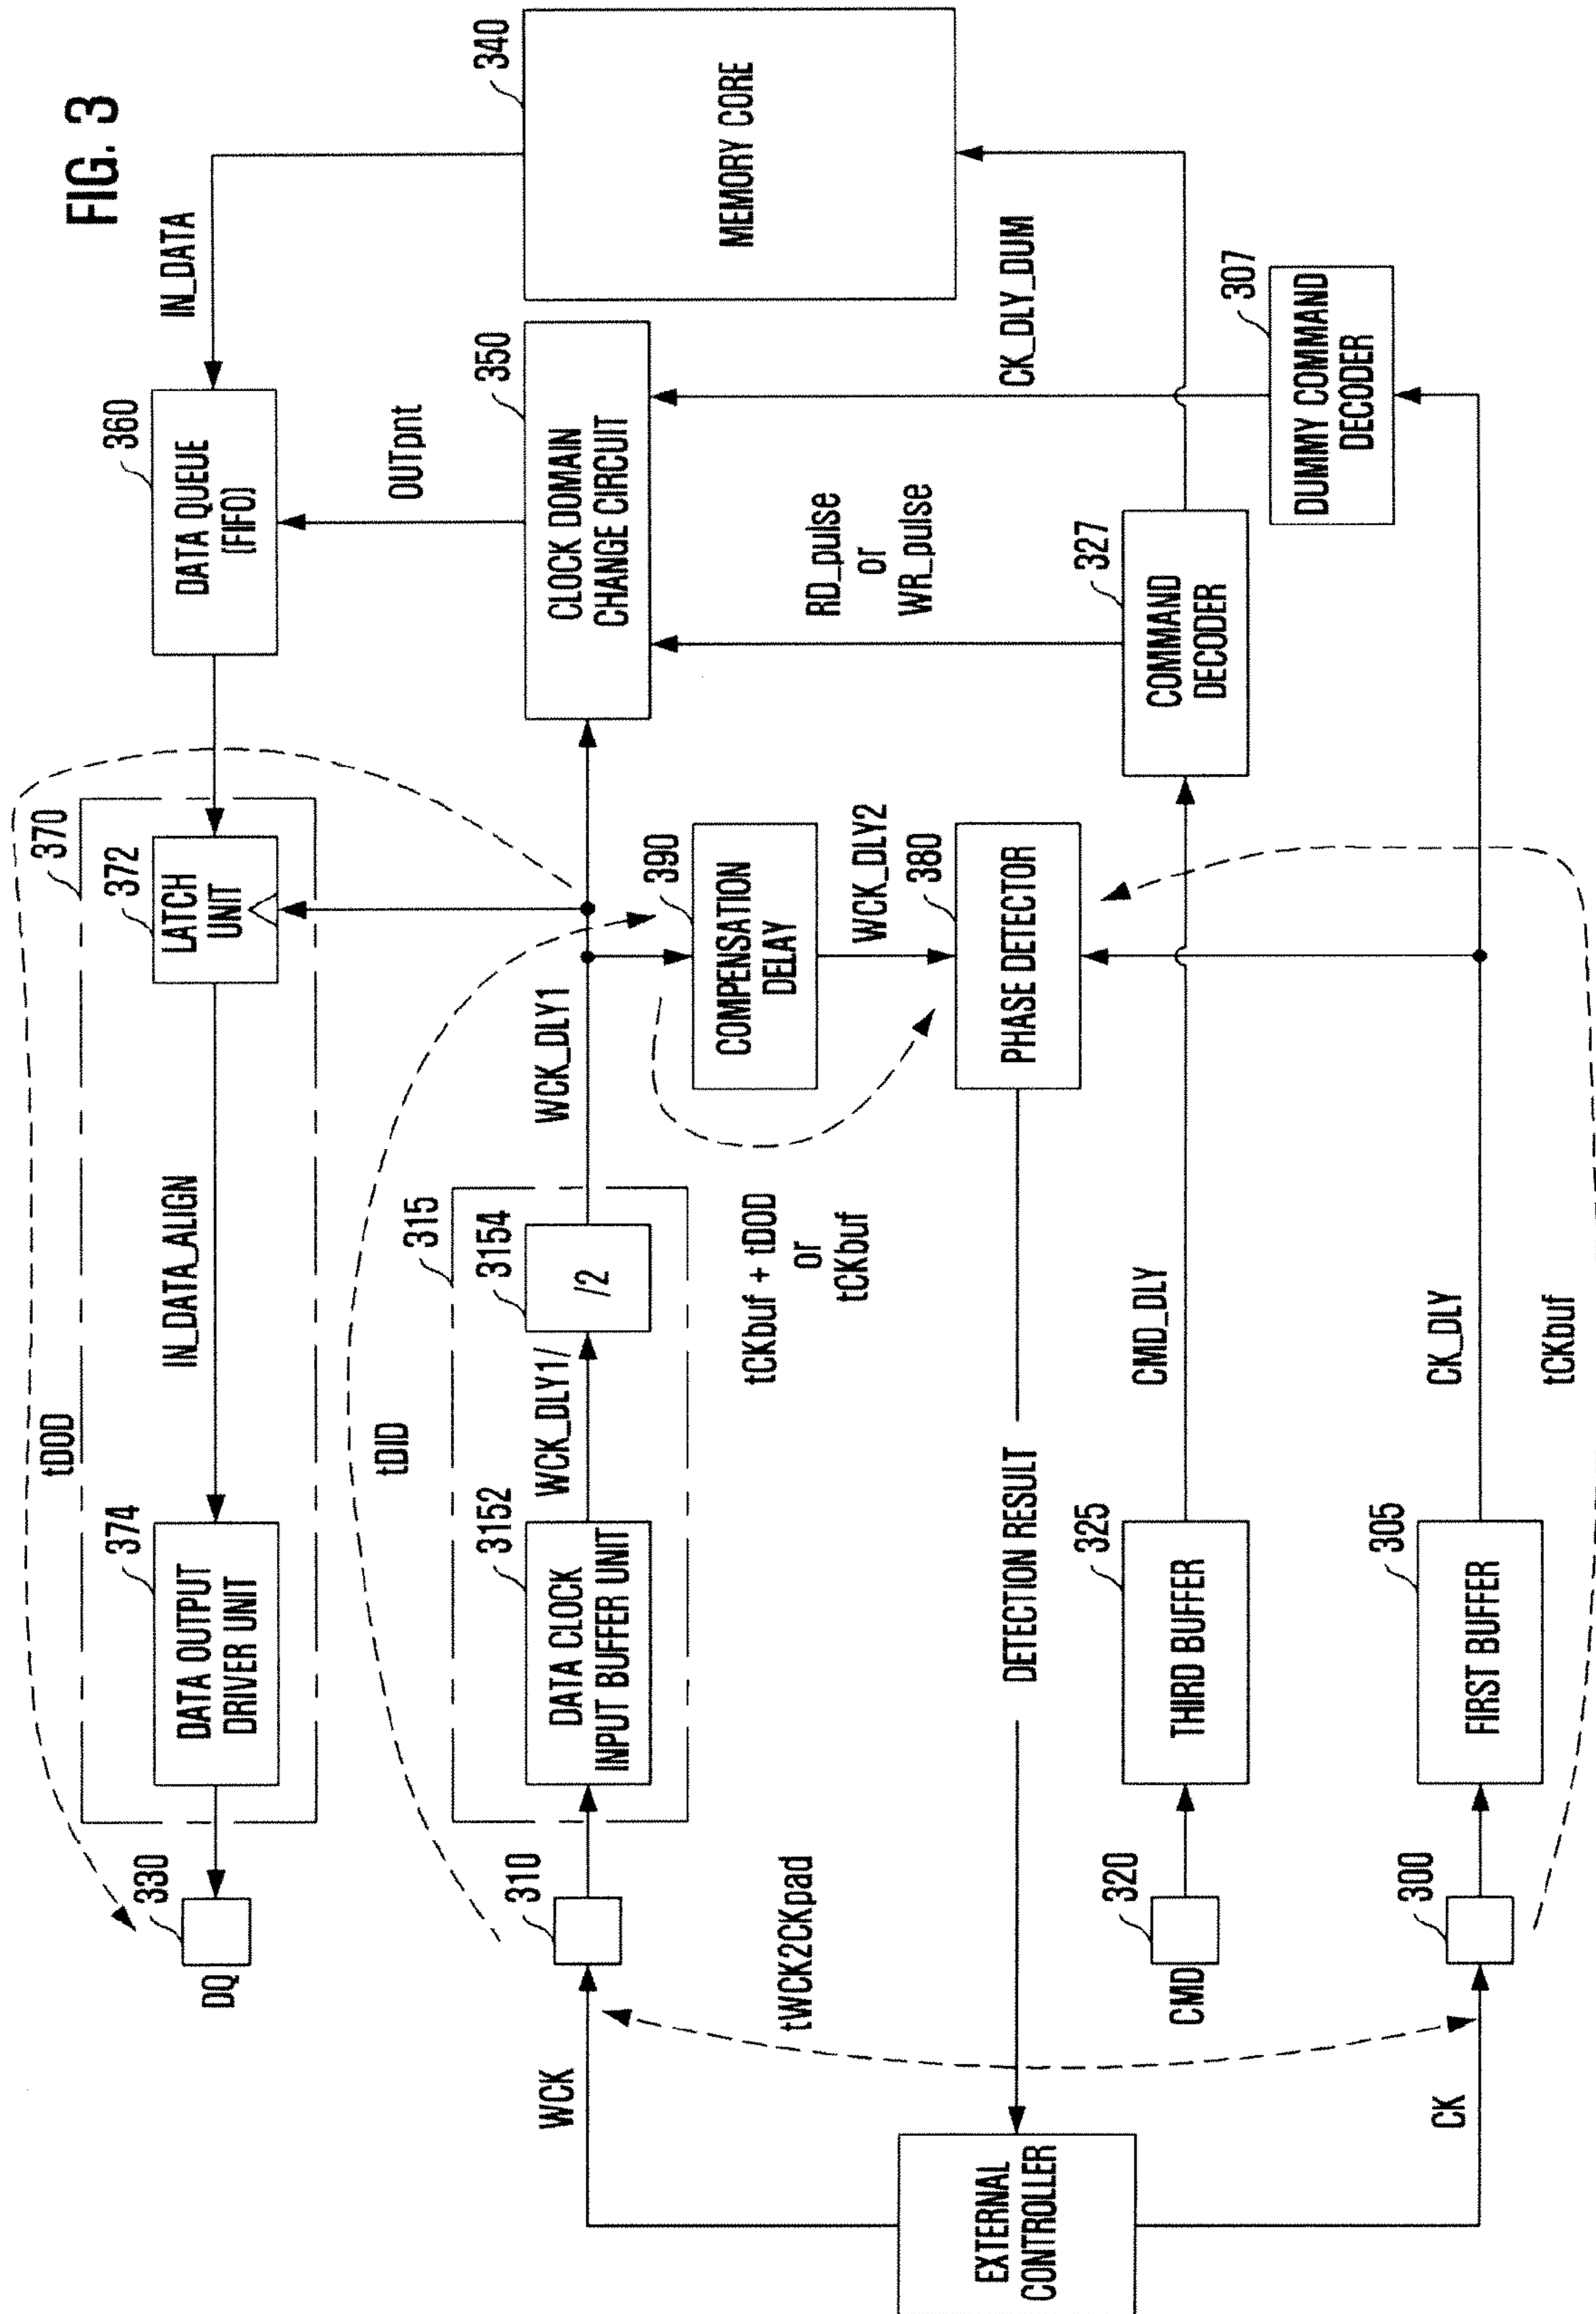 FIG. 3
tDOD
370
330
DQ
374
DATA OUTPUT
DRIVER UNIT
IN_DATA_ALIGN
372
LATCH
UNIT
360
DATA QUEUE
(FIFO)
IN_DATA
340
MEMORY CORE
tDID
315
WCK
310
3152
DATA CLOCK
INPUT BUFFER UNIT
WCK_DLY1/
3154
/2
WCK_DLY1
350
CLOCK DOMAIN
CHANGE CIRCUIT
OUTpnt
390
COMPENSATION
DELAY
tCKbuf + tDOD
or
tCKbuf
WCK_DLY2
380
PHASE DETECTOR
RD_pulse
or
WR_pulse
CK_DLY_DUM
tWCK2CKpad
EXTERNAL
CONTROLLER
DETECTION RESULT
CMD
320
325
THIRD BUFFER
CMD_DLY
327
COMMAND
DECODER
307
DUMMY COMMAND
DECODER
CK
300
305
FIRST BUFFER
CK_DLY
tCKbuf